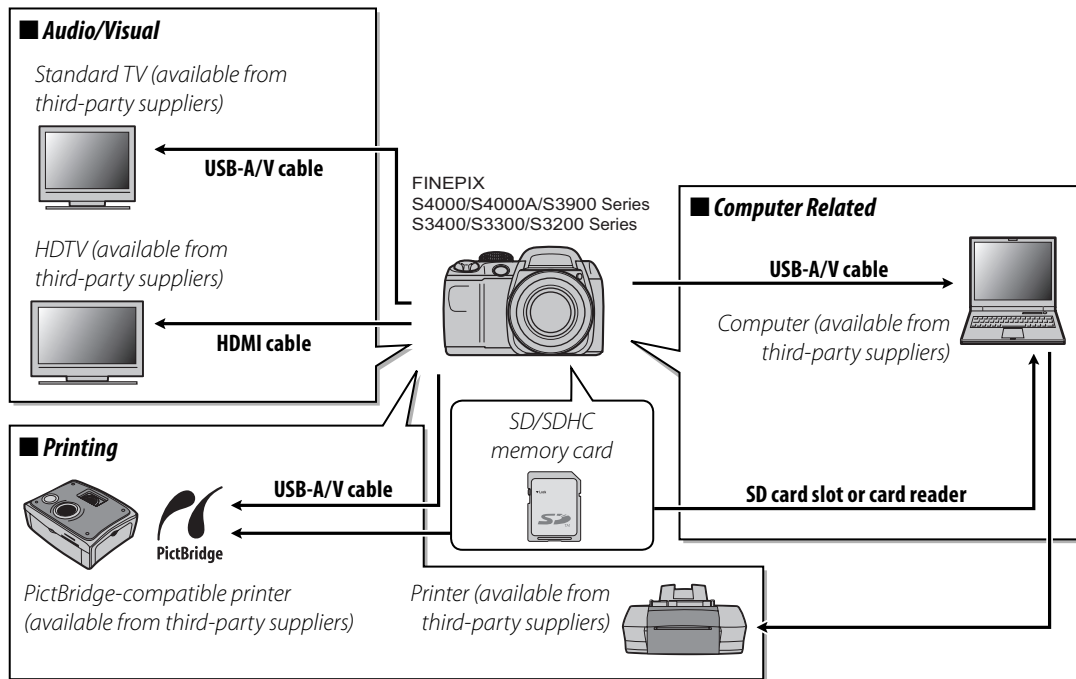 ■ Audio/Visual
Standard TV (available from
third-party suppliers)
USB-A/V cable
HDTV (available from
third-party suppliers)
HDMI cable
FINEPIX
S4000/S4000A/S3900 Series
S3400/S3300/S3200 Series
■ Computer Related
USB-A/V cable
Computer (available from
third-party suppliers)
SD/SDHC
memory card
Lock
SD
SD card slot or card reader
■ Printing
USB-A/V cable
PictBridge
PictBridge-compatible printer
(available from third-party suppliers)
Printer (available from
third-party suppliers)